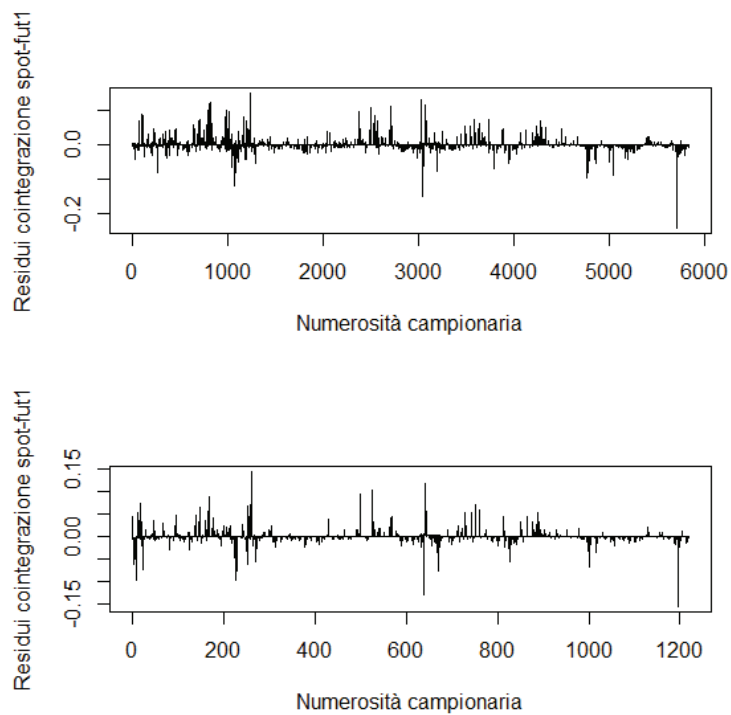 Residui cointegrazione spot-fut1
0.0
-0.2
0 1000 2000 3000 4000 5000 6000
Numerosità campionaria
Residui cointegrazione spot-fut1
0.15
0.00
-0.15
0 200 400 600 800 1000 1200
Numerosità campionaria